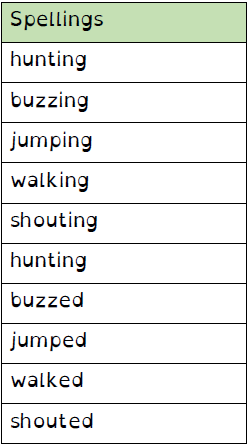 Spellings
hunting
buzzing
jumping
walking
shouting
hunting
buzzed
jumped
walked
shouted